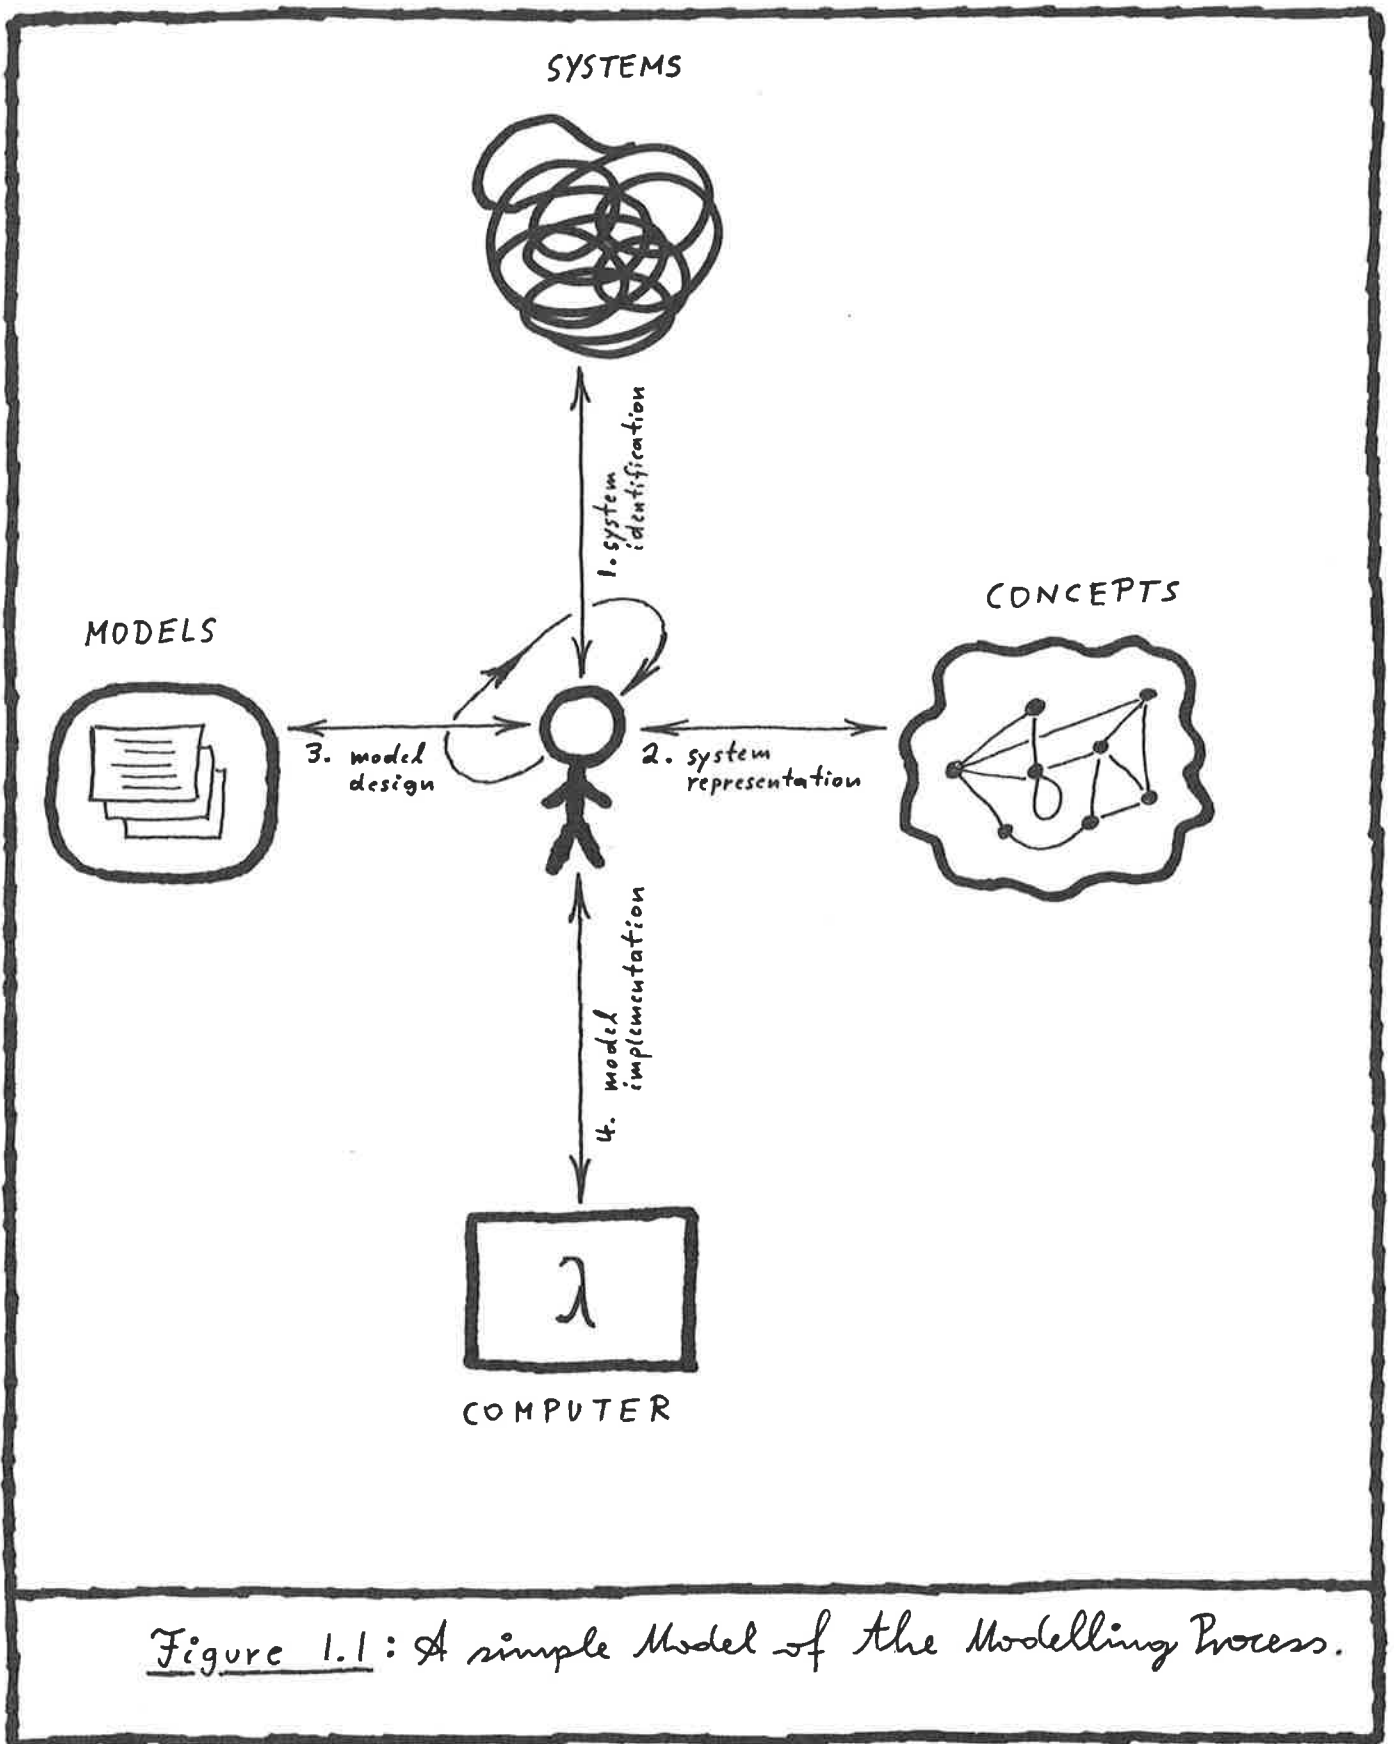 SYSTEMS
1. system
identification
CONCEPTS
MODELS
3. model
design
2. system
representation
4. model
implementation
λ
COMPUTER
Figure 1.1: A simple Model of the Modelling Process.